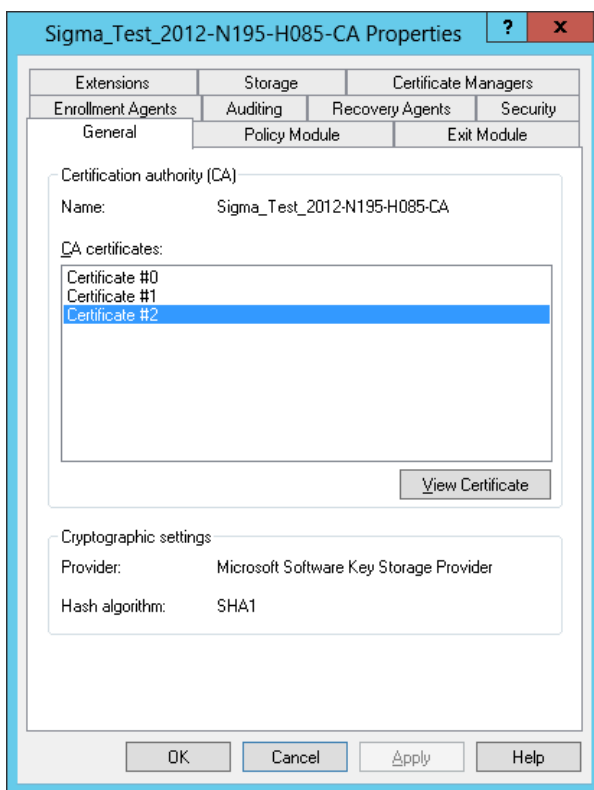 Sigma_Test_2012-N195-H085-CA Properties ? x
Extensions Storage Certificate Managers
Enrollment Agents Auditing Recovery Agents Security
General Policy Module Exit Module
Certification authority (CA)
Name: Sigma_Test_2012-N195-H085-CA
CA certificates:
Certificate #0
Certificate #1
Certificate #2
View Certificate
Cryptographic settings
Provider: Microsoft Software Key Storage Provider
Hash algorithm: SHA1
OK Cancel Apply Help